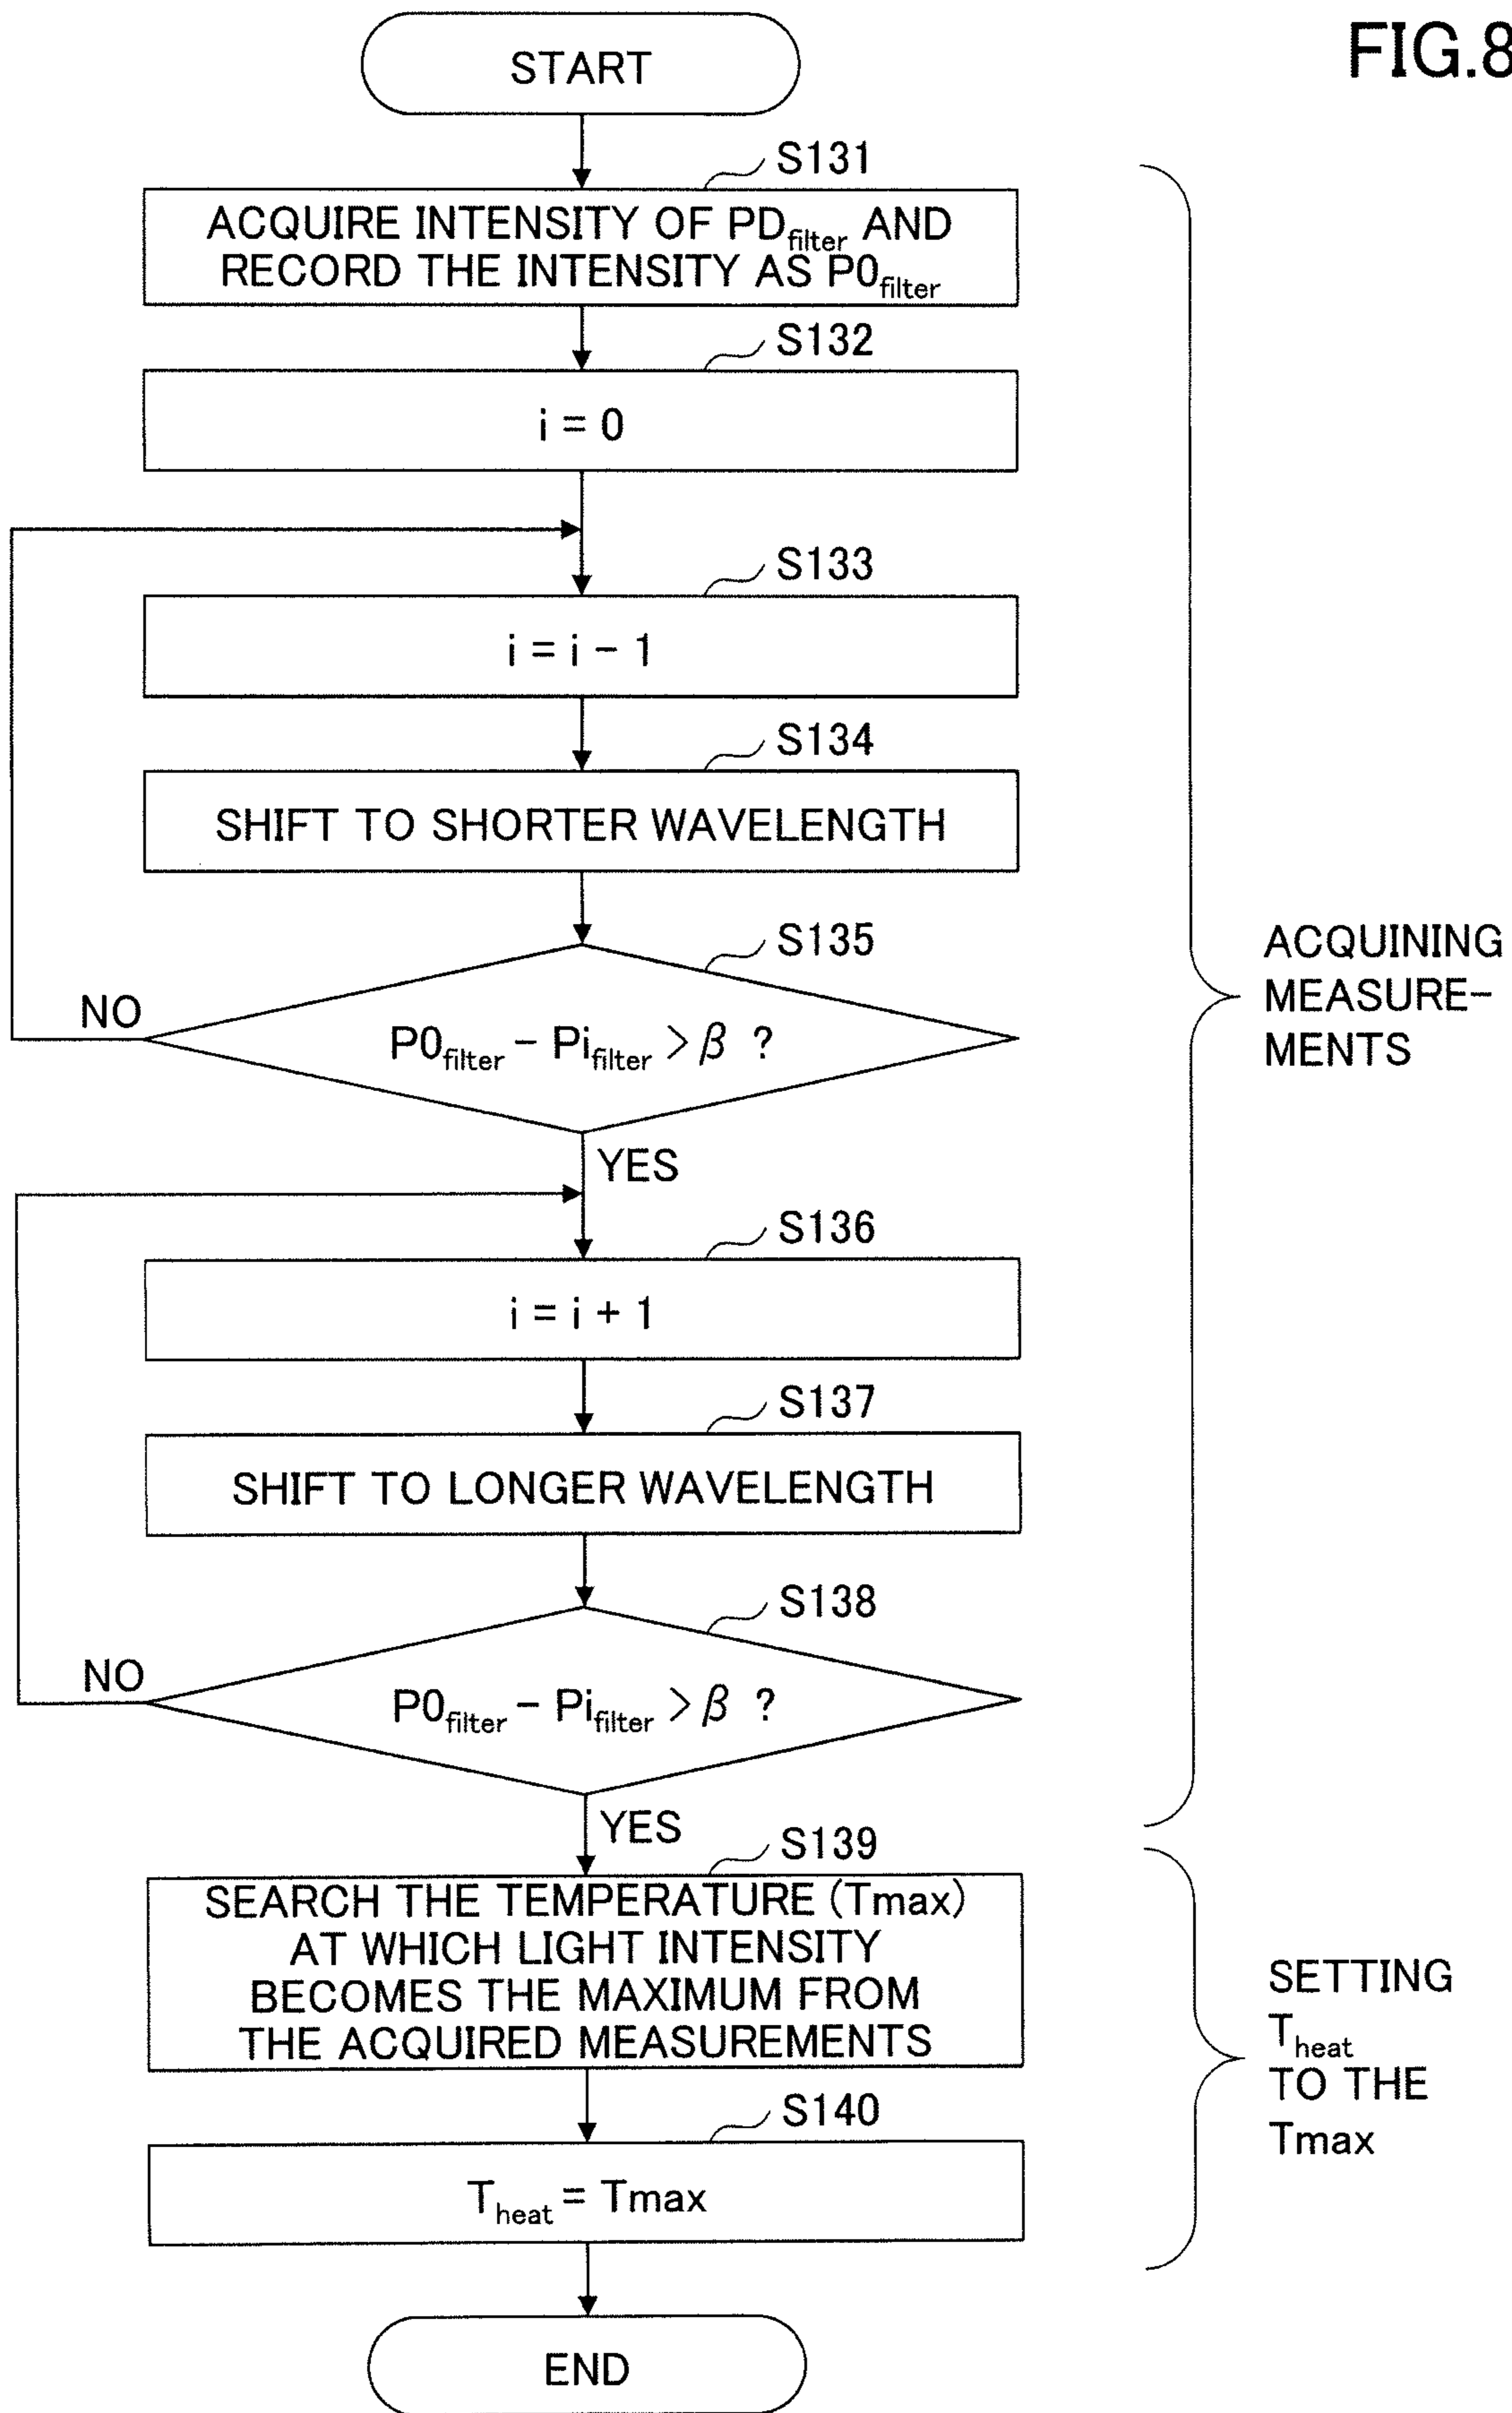 FIG.8
START
S131
ACQUIRE INTENSITY OF PDfilter AND
RECORD THE INTENSITY AS P0filter
S132
i = 0
S133
i = i - 1
S134
SHIFT TO SHORTER WAVELENGTH
S135
NO
P0filter - Pifilter > β ?
YES
S136
i = i + 1
S137
SHIFT TO LONGER WAVELENGTH
S138
NO
P0filter - Pifilter > β ?
YES
ACQUINING
MEASURE-
MENTS
S139
SEARCH THE TEMPERATURE (Tmax)
AT WHICH LIGHT INTENSITY
BECOMES THE MAXIMUM FROM
THE ACQUIRED MEASUREMENTS
S140
Theat = Tmax
SETTING
Theat
TO THE
Tmax
END